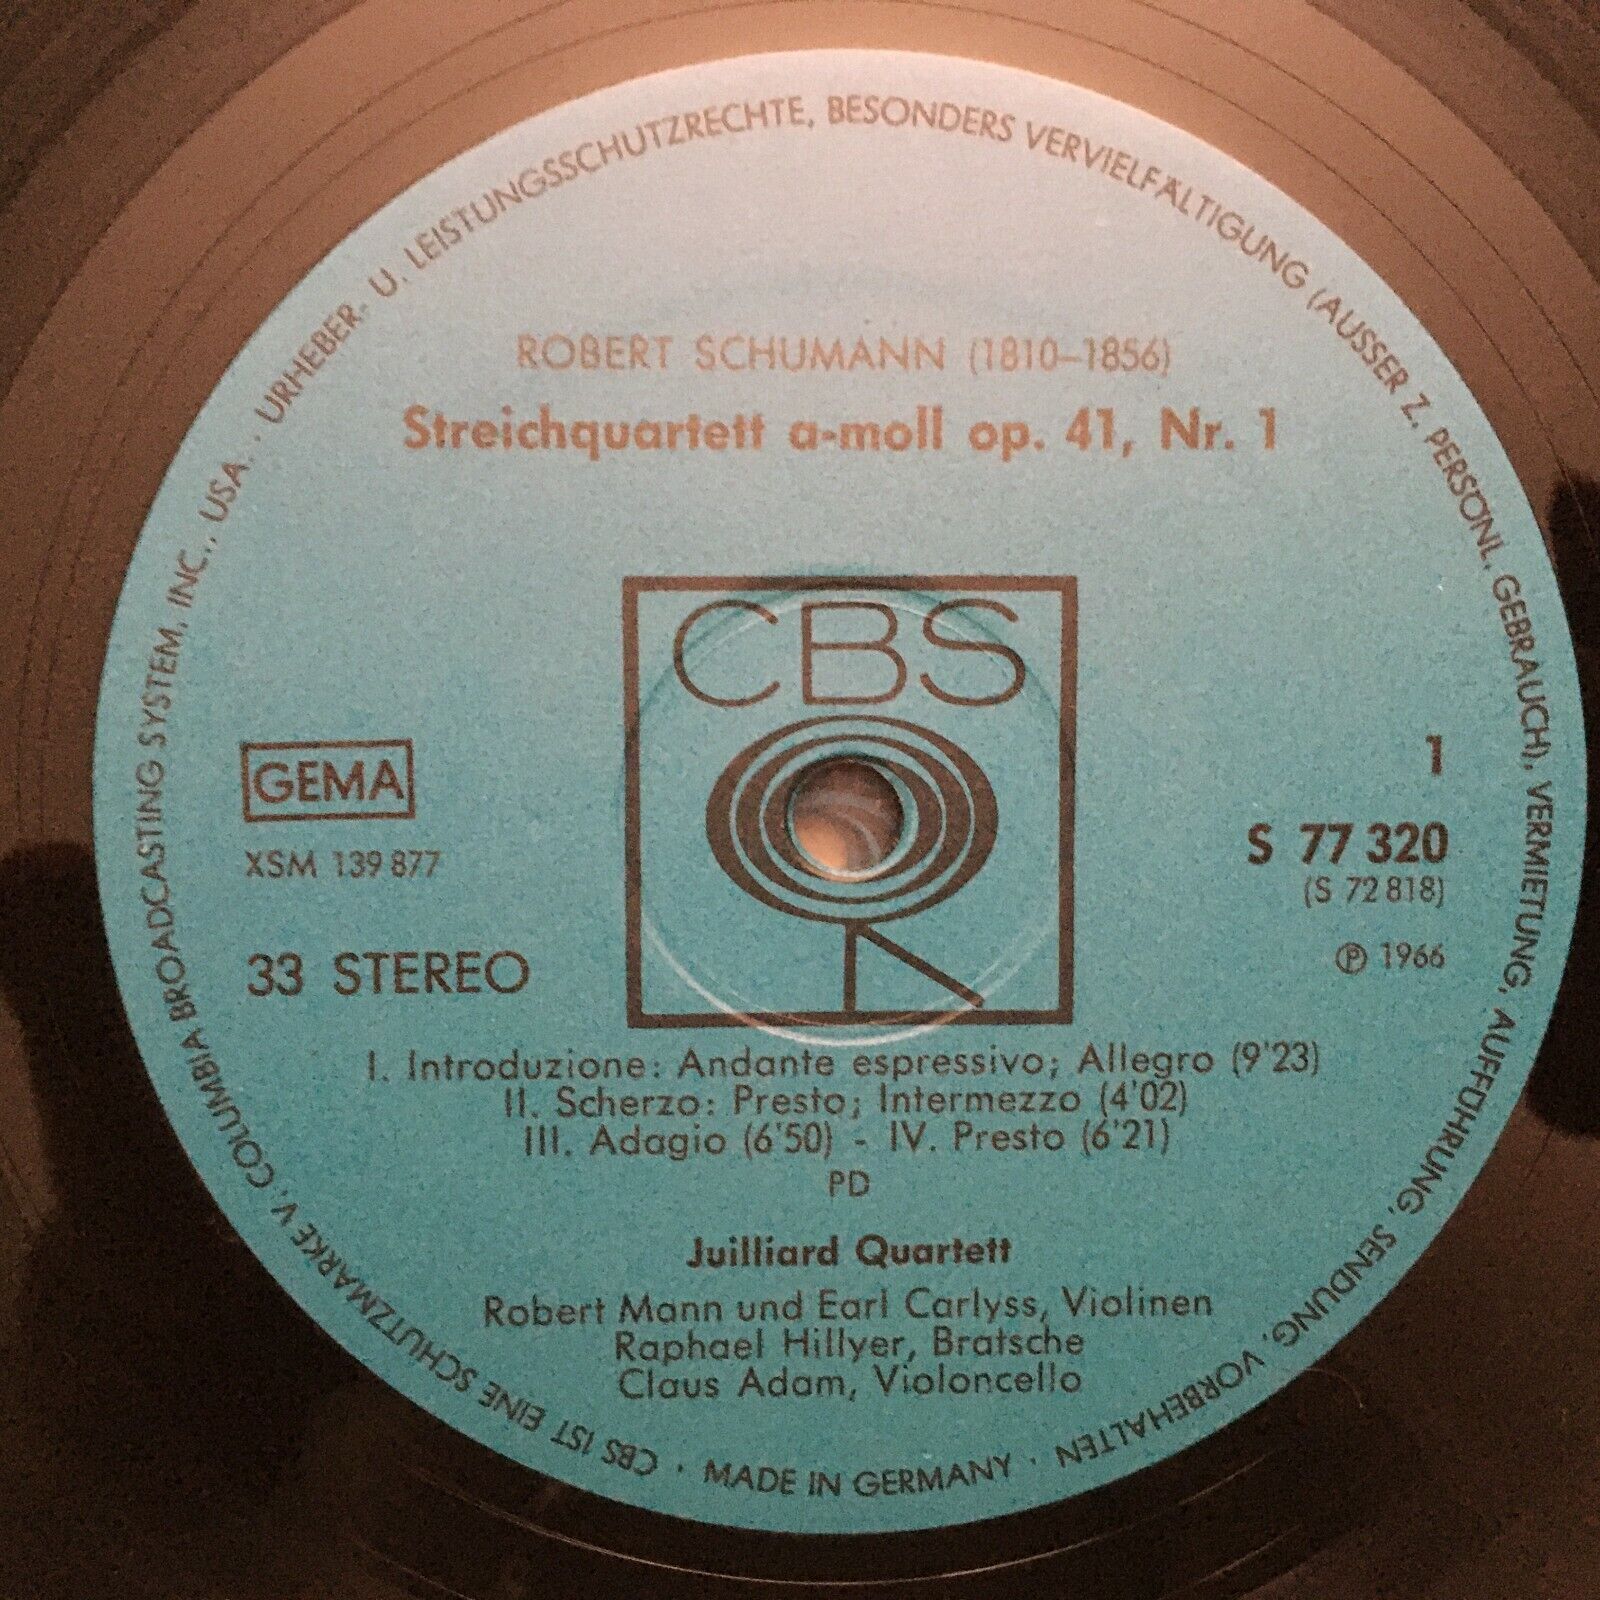 ROBERT SCHUMANN (1810–1856)
Streichquartett a-moll op. 41, Nr. 1
CBS
GEMA
XSM 139 877
33 STEREO
1
S 77 320
(S 72 818)
℗ 1966
I. Introduzione: Andante espressivo; Allegro (9'23)
II. Scherzo: Presto; Intermezzo (4'02)
III. Adagio (6'50) - IV. Presto (6'21)
PD
Juilliard Quartett
Robert Mann und Earl Carlyss, Violinen
Raphael Hillyer, Bratsche
Claus Adam, Violoncello
CBS IST EINE SCHUTZMARKE V. COLUMBIA BROADCASTING SYSTEM, INC., USA. · URHEBER- U. LEISTUNGSSCHUTZRECHTE, BESONDERS VERVIELFÄLTIGUNG (AUSSER Z. PERSÖNL. GEBRAUCH), VERMIETUNG, AUFFÜHRUNG, SENDUNG, VORBEHALTEN · MADE IN GERMANY ·